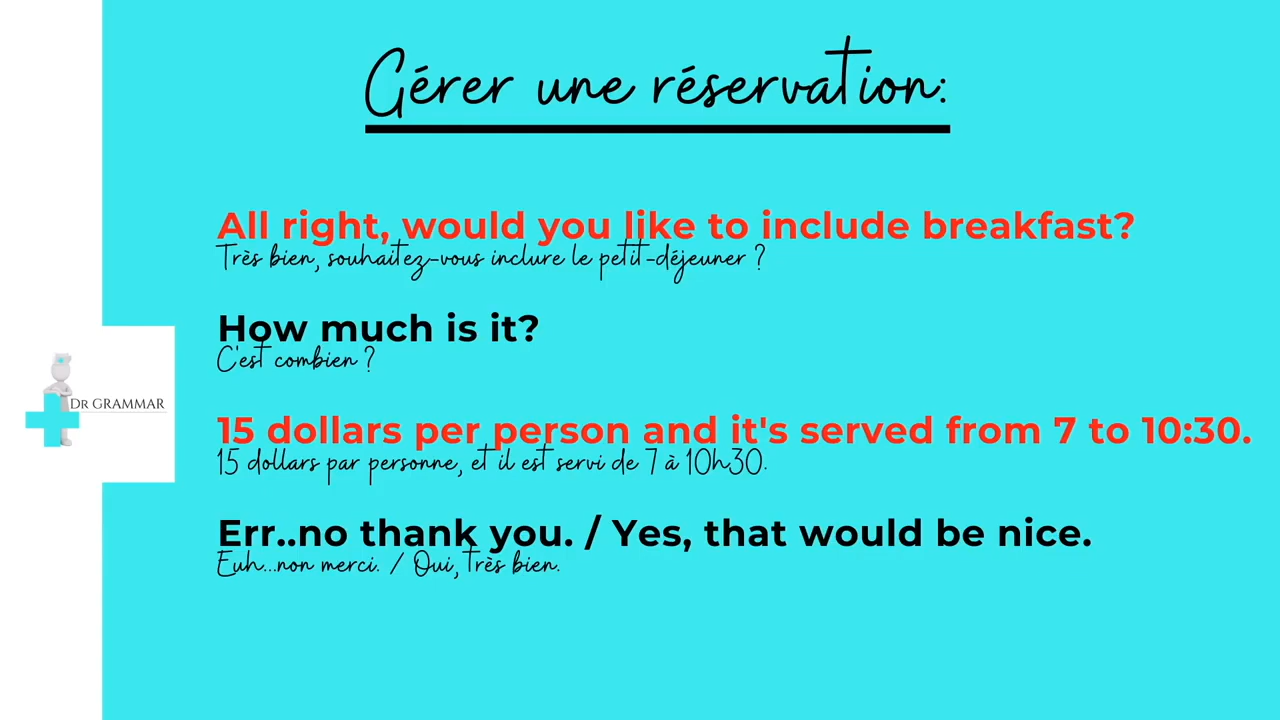 Gérer une réservation:
All right, would you like to include breakfast?
Très bien, souhaitez-vous inclure le petit-déjeuner ?
How much is it?
C'est combien ?
Dr GRAMMAR
15 dollars per person and it's served from 7 to 10:30.
15 dollars par personne, et il est servi de 7 à 10h30.
Err..no thank you. / Yes, that would be nice.
Euh...non merci. / Oui, très bien.